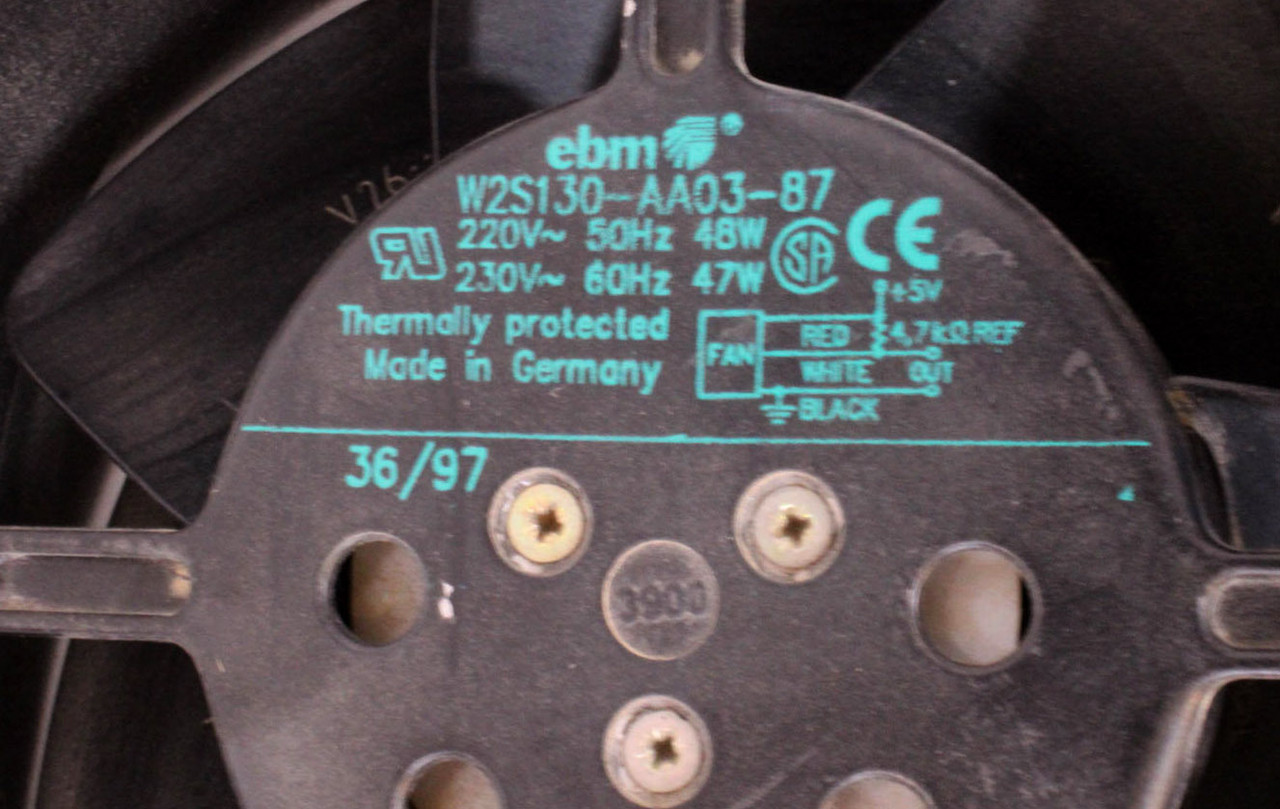 ebm®
W2S130-AA03-87
220V~ 50Hz 48W
230V~ 60Hz 47W
Thermally protected
Made in Germany
CE
+5V
FAN
RED
4,7kΩ REF
WHITE
OUT
BLACK
36/97
3900